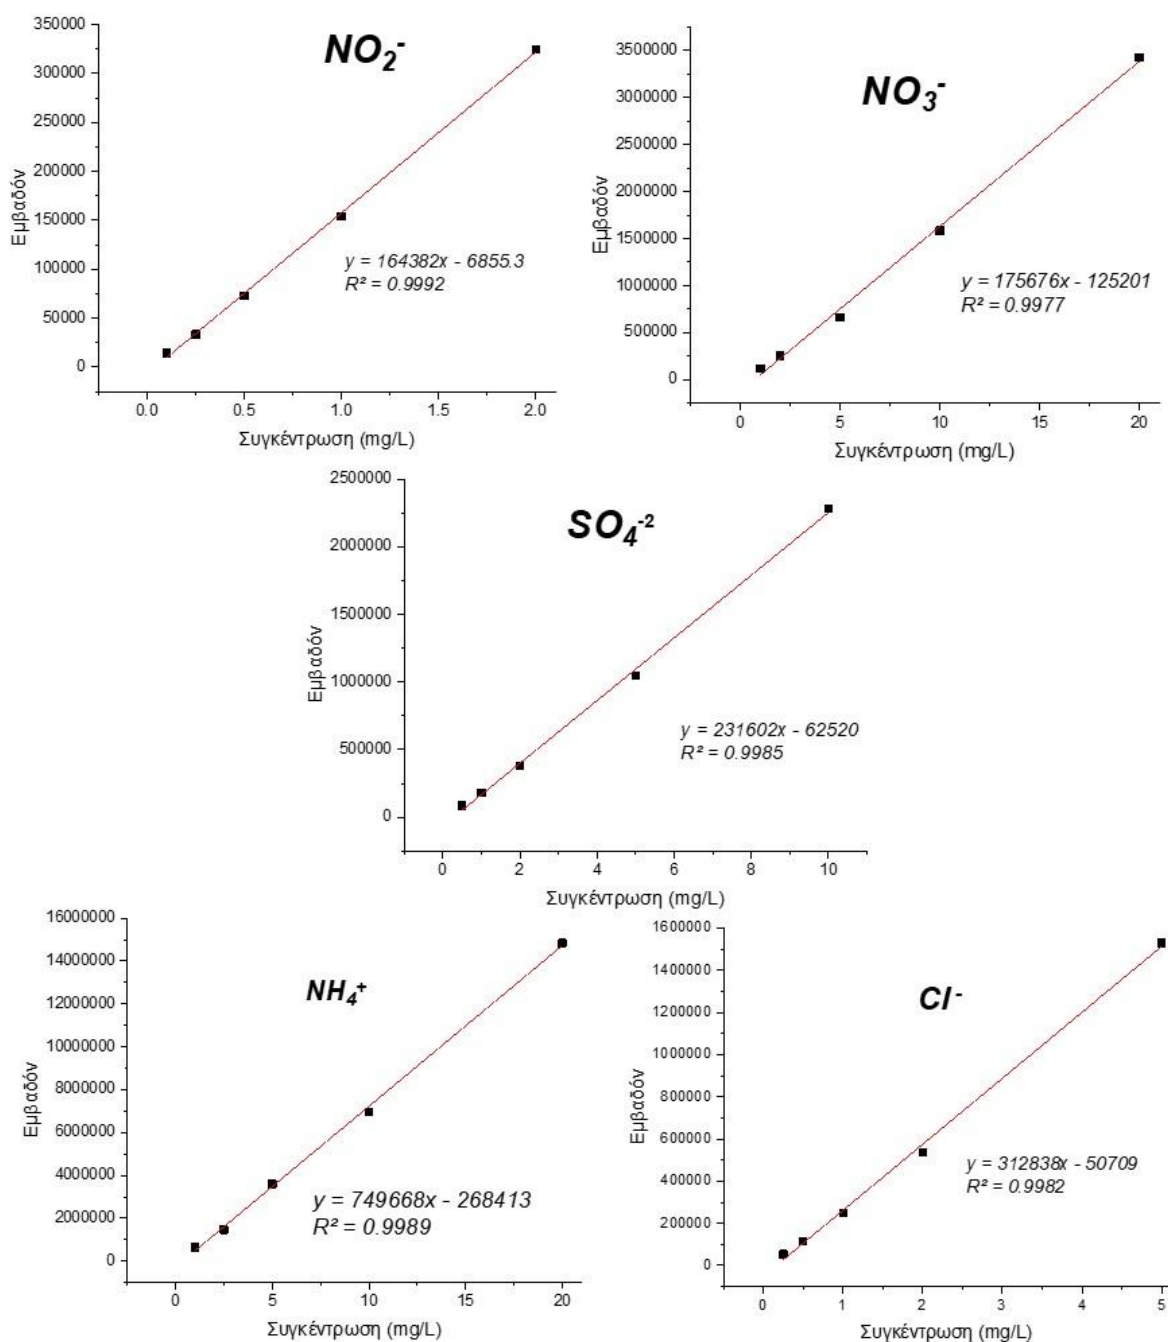 NO₂⁻
350000
300000
250000
200000
150000
100000
50000
0
Εμβαδόν
y = 164382x - 6855.3
R² = 0.9992
0.0 0.5 1.0 1.5 2.0
Συγκέντρωση (mg/L)
NO₃⁻
3500000
3000000
2500000
2000000
1500000
1000000
500000
0
Εμβαδόν
y = 175676x - 125201
R² = 0.9977
0 5 10 15 20
Συγκέντρωση (mg/L)
SO₄⁻²
2500000
2000000
1500000
1000000
500000
0
Εμβαδόν
y = 231602x - 62520
R² = 0.9985
0 2 4 6 8 10
Συγκέντρωση (mg/L)
NH₄⁺
16000000
14000000
12000000
10000000
8000000
6000000
4000000
2000000
0
Εμβαδόν
y = 749668x - 268413
R² = 0.9989
0 5 10 15 20
Συγκέντρωση (mg/L)
Cl⁻
1600000
1400000
1200000
1000000
800000
600000
400000
200000
0
Εμβαδόν
y = 312838x - 50709
R² = 0.9982
0 1 2 3 4 5
Συγκέντρωση (mg/L)